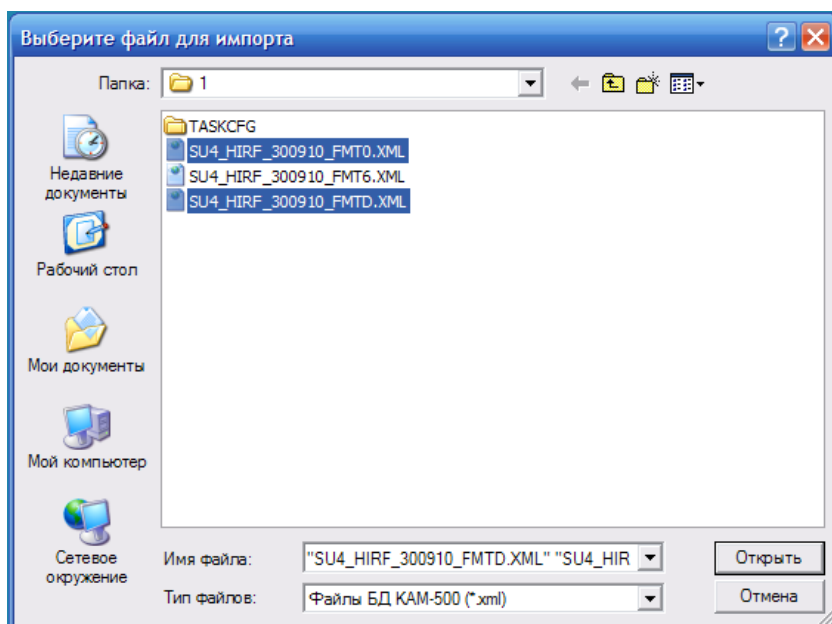 Выберите файл для импорта
Папка: 1
TASKCFG
SU4_HIRF_300910_FMT0.XML
SU4_HIRF_300910_FMT6.XML
SU4_HIRF_300910_FMTD.XML
Недавние
документы
Рабочий стол
Мои документы
Мой компьютер
Сетевое
окружение
Имя файла: "SU4_HIRF_300910_FMTD.XML" "SU4_HIR Открыть
Тип файлов: Файлы БД КАМ-500 (*.xml) Отмена